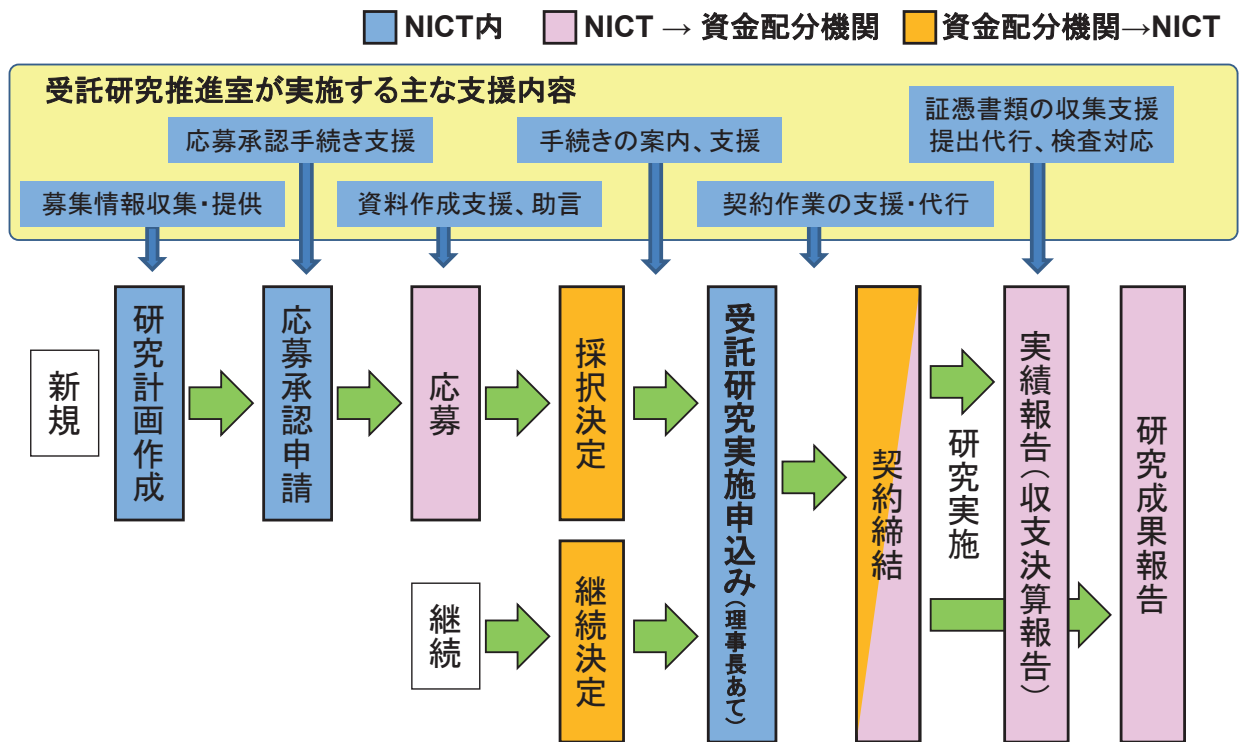 NICT内
NICT → 資金配分機関
資金配分機関→NICT
受託研究推進室が実施する主な支援内容
応募承認手続き支援
手続きの案内、支援
証憑書類の収集支援
提出代行、検査対応
募集情報収集・提供
資料作成支援、助言
契約作業の支援・代行
新規
研究計画作成
応募承認申請
応募
採択決定
受託研究実施申込み(理事長あて)
契約締結
研究実施
実績報告(収支決算報告)
研究成果報告
継続
継続決定